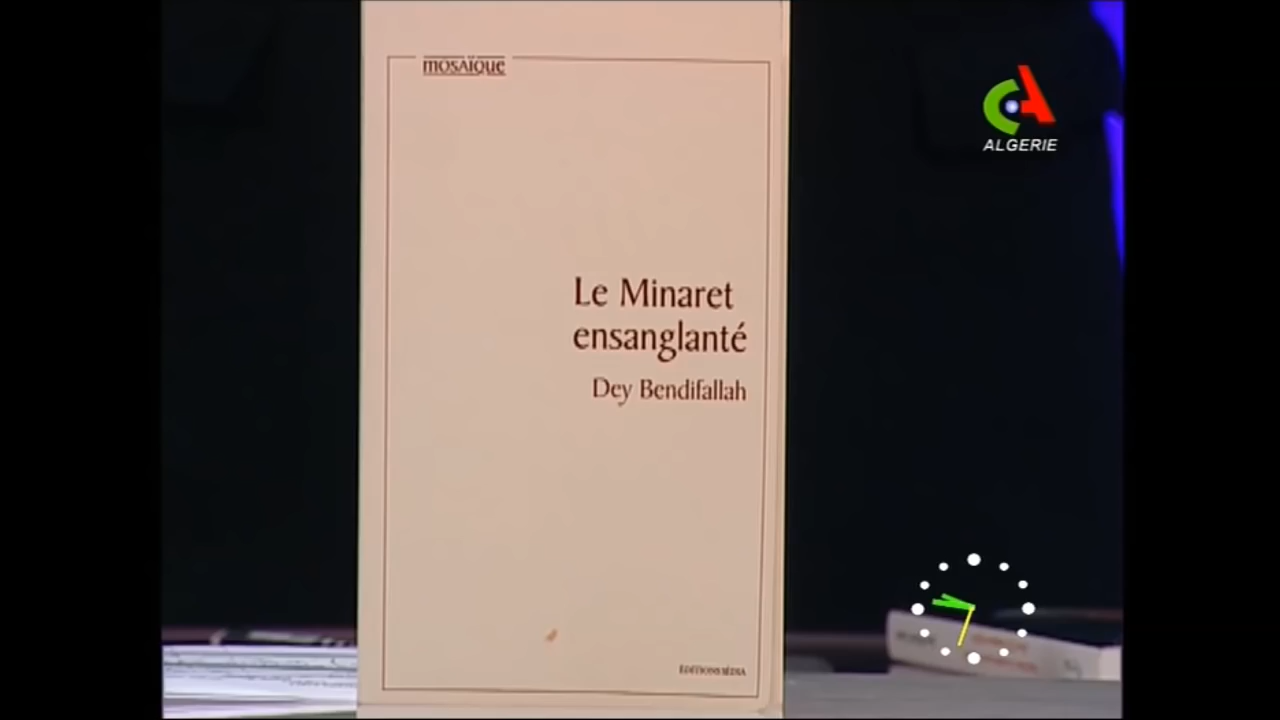 mosaïque
ALGERIE
Le Minaret
ensanglanté
Dey Bendifallah
ÉDITIONS MÉDIA